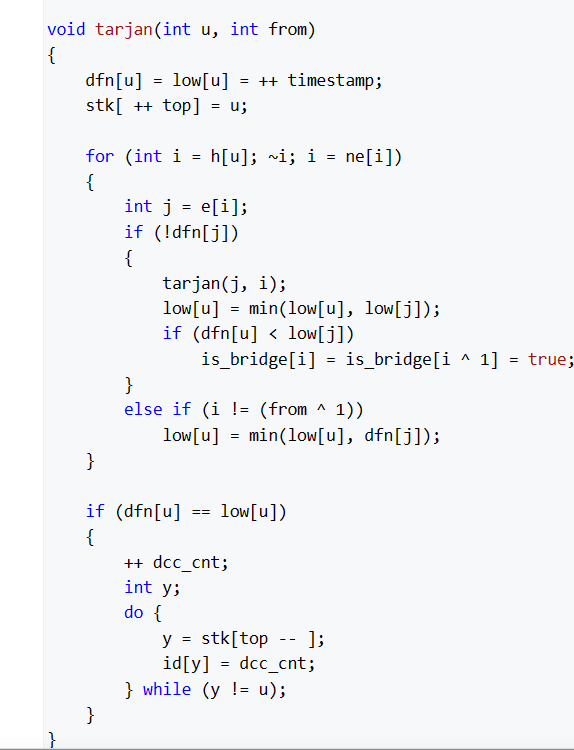 void tarjan(int u, int from)
{
    dfn[u] = low[u] = ++ timestamp;
    stk[ ++ top] = u;

    for (int i = h[u]; ~i; i = ne[i])
    {
        int j = e[i];
        if (!dfn[j])
        {
            tarjan(j, i);
            low[u] = min(low[u], low[j]);
            if (dfn[u] < low[j])
                is_bridge[i] = is_bridge[i ^ 1] = true;
        }
        else if (i != (from ^ 1))
            low[u] = min(low[u], dfn[j]);
    }

    if (dfn[u] == low[u])
    {
        ++ dcc_cnt;
        int y;
        do {
            y = stk[top -- ];
            id[y] = dcc_cnt;
        } while (y != u);
    }
}